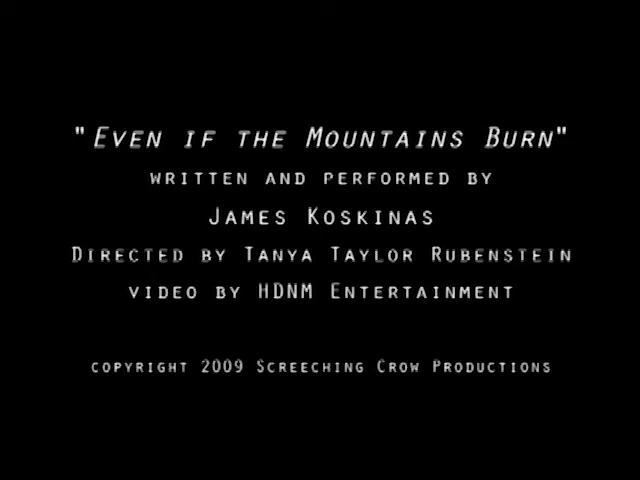 "Even if the Mountains Burn"
written and performed by
James Koskinas
Directed by Tanya Taylor Rubenstein
video by HDNM Entertainment
copyright 2009 Screeching Crow Productions